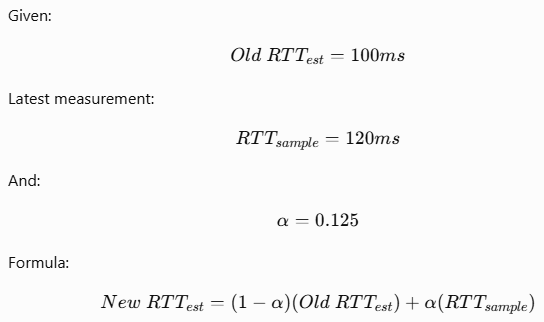 Given:
Old RTT_est = 100ms
Latest measurement:
RTT_sample = 120ms
And:
α = 0.125
Formula:
New RTT_est = (1 − α)(Old RTT_est) + α(RTT_sample)